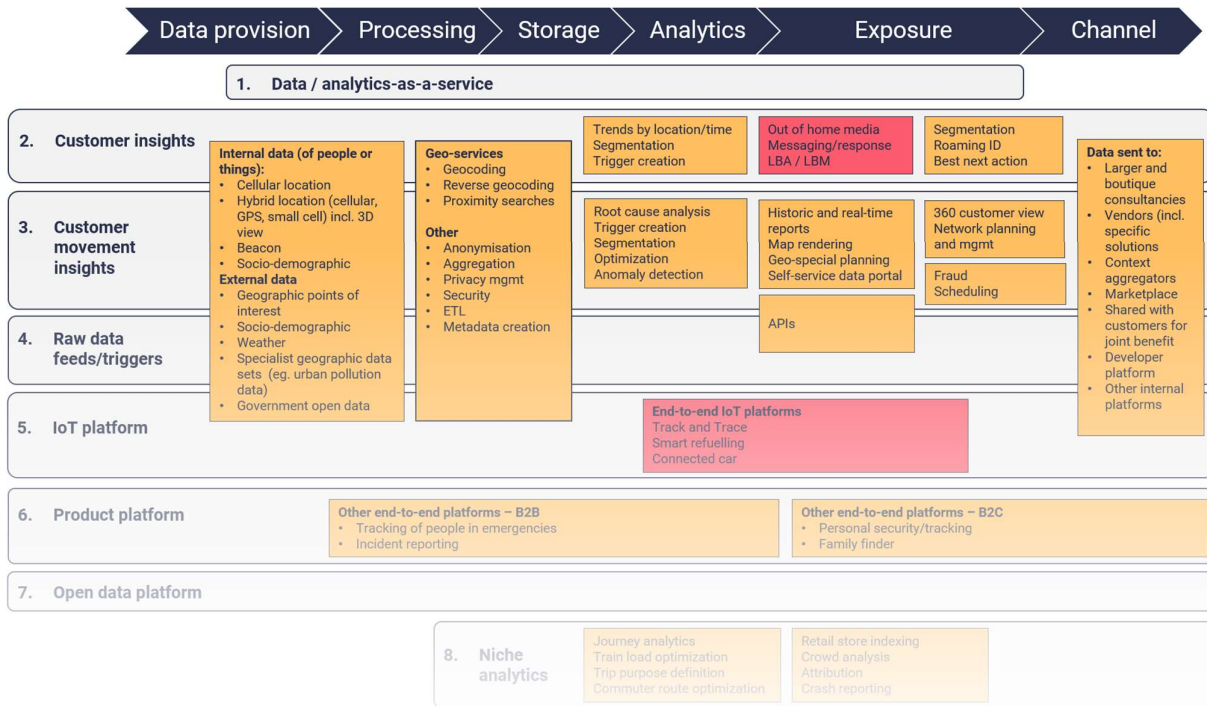 Data provision
Processing
Storage
Analytics
Exposure
Channel
1. Data / analytics-as-a-service
2. Customer insights
Internal data (of people or
things):
• Cellular location
• Hybrid location (cellular,
GPS, small cell) incl. 3D
view
• Beacon
• Socio-demographic
External data
• Geographic points of
interest
• Socio-demographic
• Weather
• Specialist geographic data
sets (eg. urban pollution
data)
• Government open data
Geo-services
• Geocoding
• Reverse geocoding
• Proximity searches
Other
• Anonymisation
• Aggregation
• Privacy mgmt
• Security
• ETL
• Metadata creation
Trends by location/time
Segmentation
Trigger creation
Out of home media
Messaging/response
LBA / LBM
Segmentation
Roaming ID
Best next action
Data sent to:
• Larger and
boutique
consultancies
• Vendors (incl.
specific
solutions
• Context
aggregators
• Marketplace
• Shared with
customers for
joint benefit
• Developer
platform
• Other internal
platforms
3. Customer
movement
insights
Root cause analysis
Trigger creation
Segmentation
Optimization
Anomaly detection
Historic and real-time
reports
Map rendering
Geo-special planning
Self-service data portal
360 customer view
Network planning
and mgmt
Fraud
Scheduling
4. Raw data
feeds/triggers
APIs
5. IoT platform
End-to-end IoT platforms
Track and Trace
Smart refuelling
Connected car
6. Product platform
Other end-to-end platforms – B2B
• Tracking of people in emergencies
• Incident reporting
Other end-to-end platforms – B2C
• Personal security/tracking
• Family finder
7. Open data platform
8. Niche
analytics
Journey analytics
Train load optimization
Trip purpose definition
Commuter route optimization
Retail store indexing
Crowd analysis
Attribution
Crash reporting